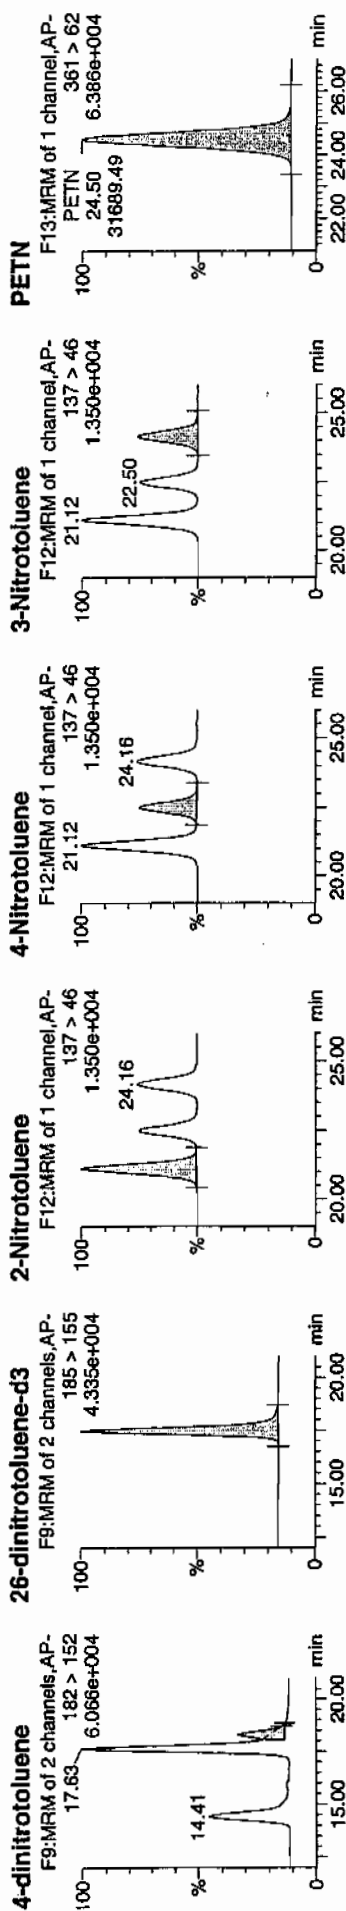 4-dinitrotoluene
F9:MRM of 2 channels,AP-
182 > 152
6.066e+004
17.63
14.41
100
%
0
15.00
20.00
min
26-dinitrotoluene-d3
F9:MRM of 2 channels,AP-
185 > 155
4.335e+004
100
%
0
15.00
20.00
min
2-Nitrotoluene
F12:MRM of 1 channel,AP-
137 > 46
1.350e+004
24.16
100
%
0
20.00
25.00
min
4-Nitrotoluene
F12:MRM of 1 channel,AP-
137 > 46
1.350e+004
21.12
24.16
100
%
0
20.00
25.00
min
3-Nitrotoluene
F12:MRM of 1 channel,AP-
137 > 46
1.350e+004
21.12
22.50
100
%
0
20.00
25.00
min
PETN
F13:MRM of 1 channel,AP-
361 > 62
6.386e+004
PETN
24.50
31689.49
100
%
0
22.00
24.00
26.00
min